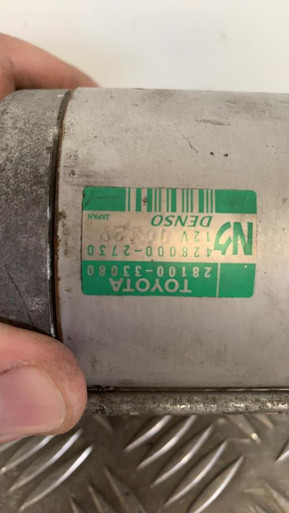 TOYOTA
28100-33080
428000-2730
12V
DENSO
JAPAN